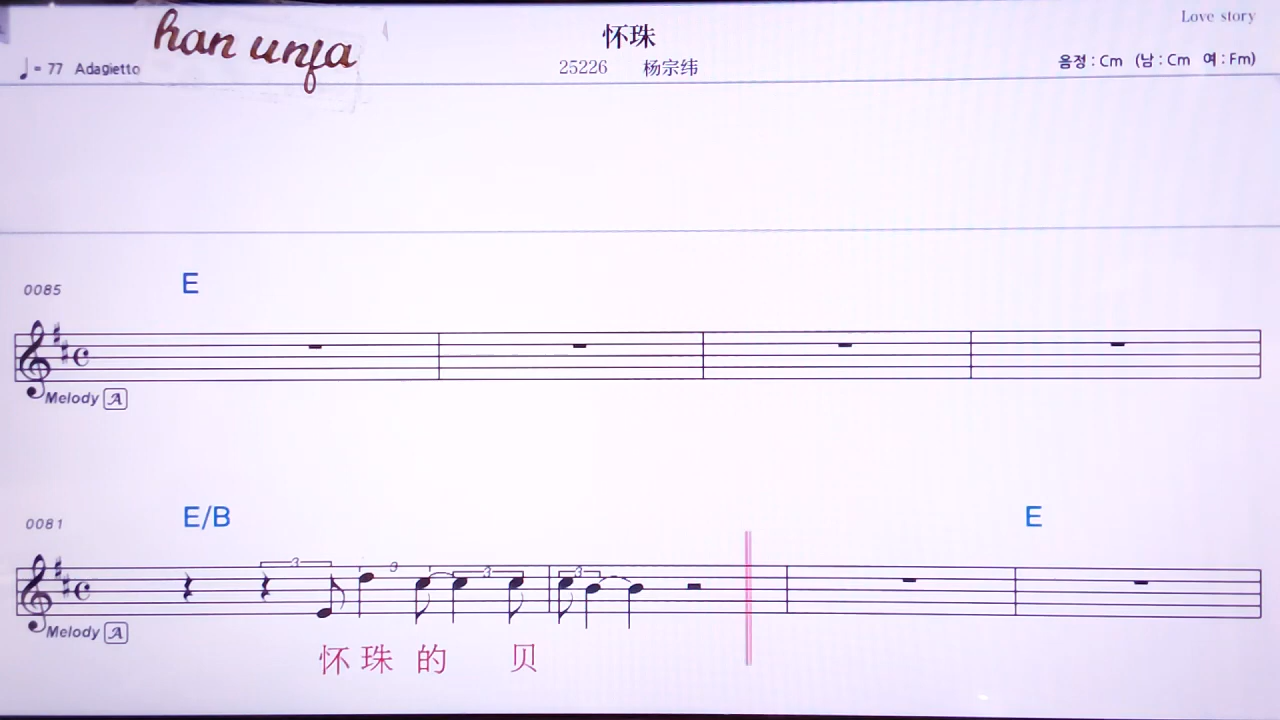 Love story
han unfa
怀珠
♩= 77 Adagietto
25226 杨宗纬
음정 : Cm (남 : Cm 여 : Fm)
E
0085
Melody A
E/B E
0081
3 3 3 3
Melody A
怀 珠 的 贝